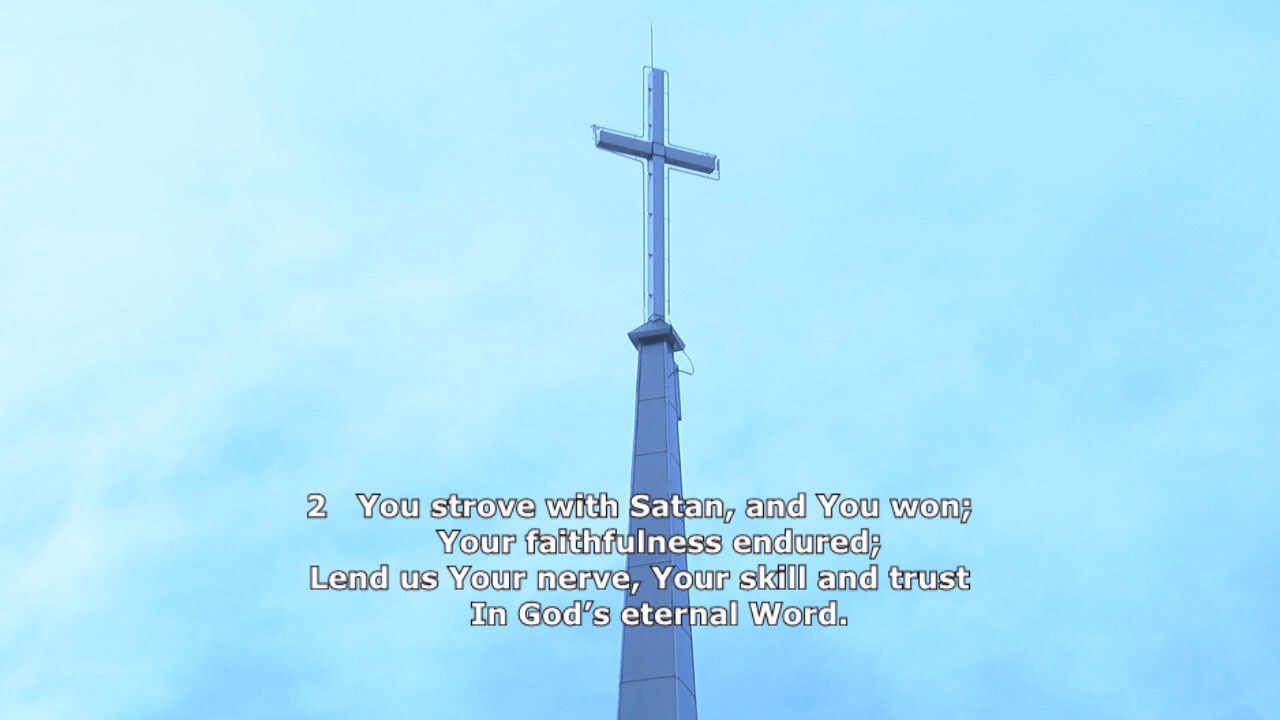 2 You strove with Satan, and You won;
Your faithfulness endured;
Lend us Your nerve, Your skill and trust
In God’s eternal Word.